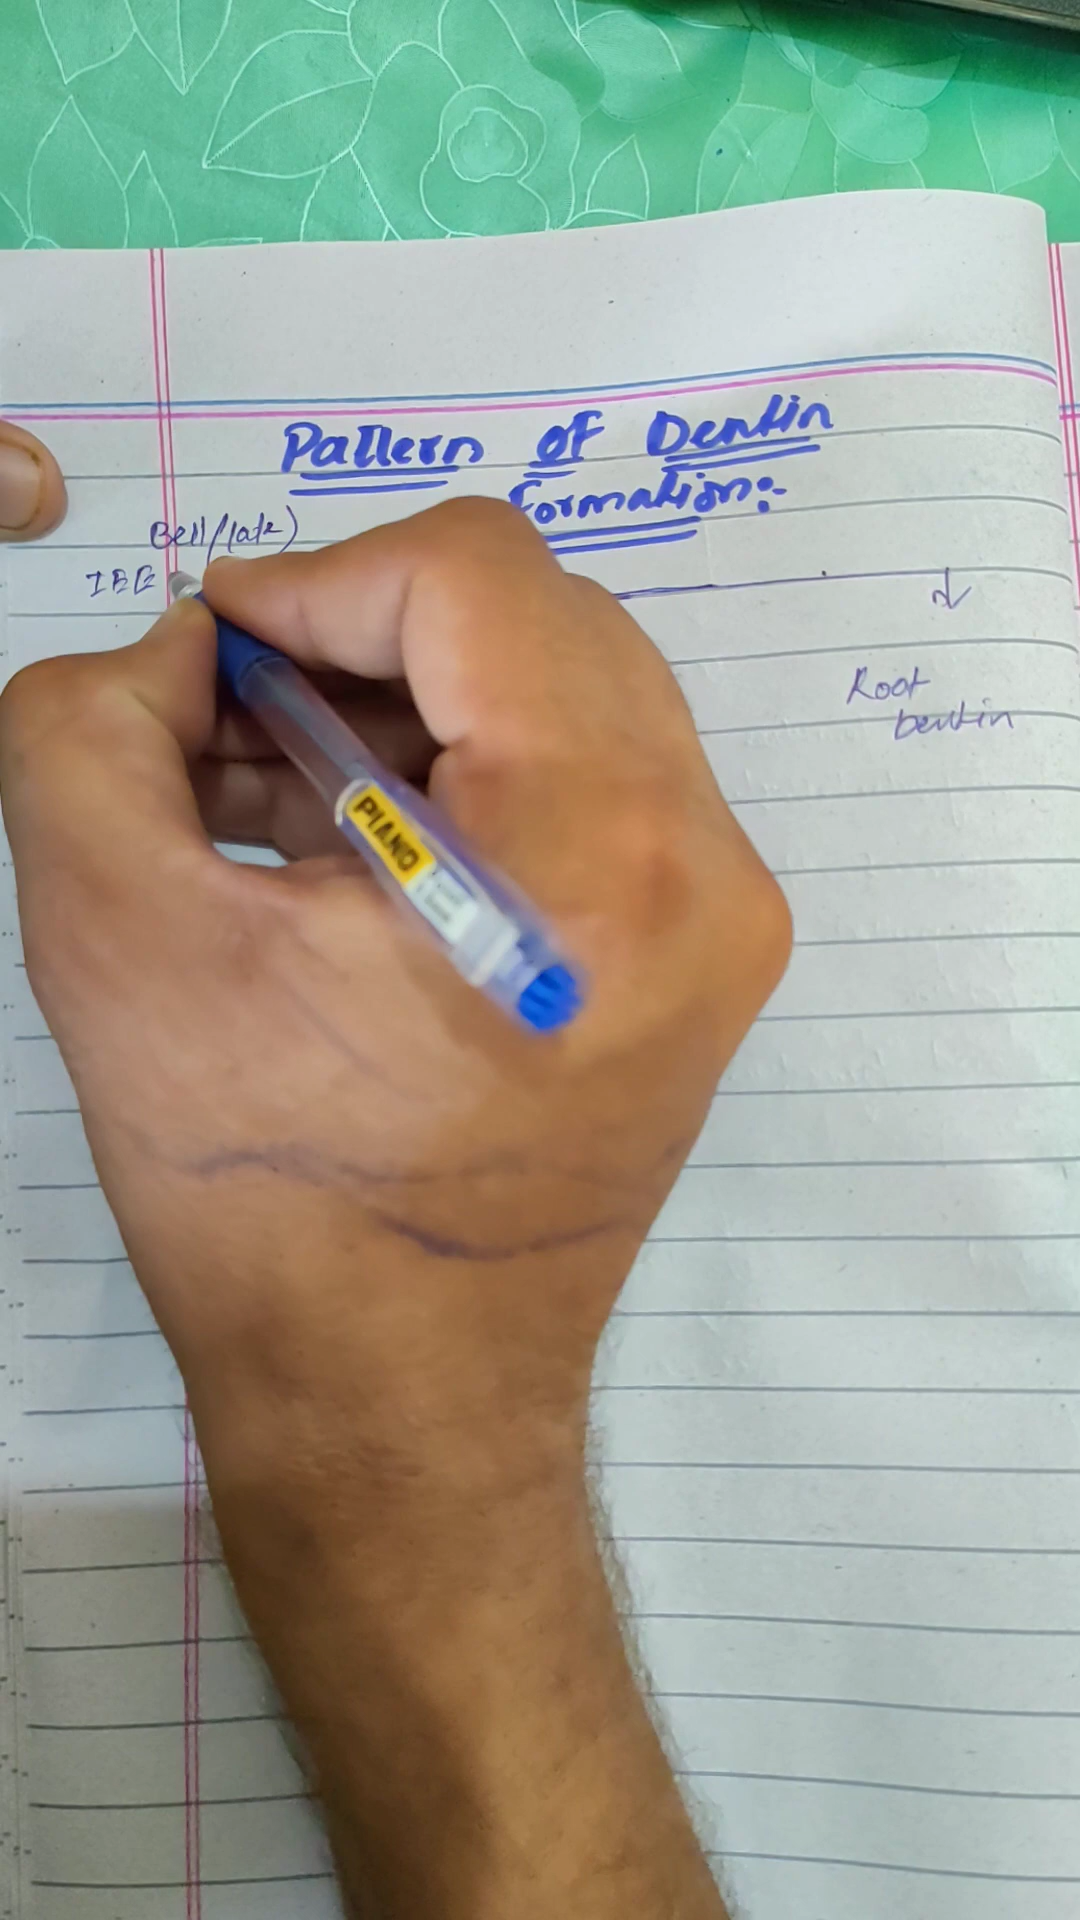 Pattern of Dentin
Formation:
Bell (late)
IEE
Root
Dentin
PIANO